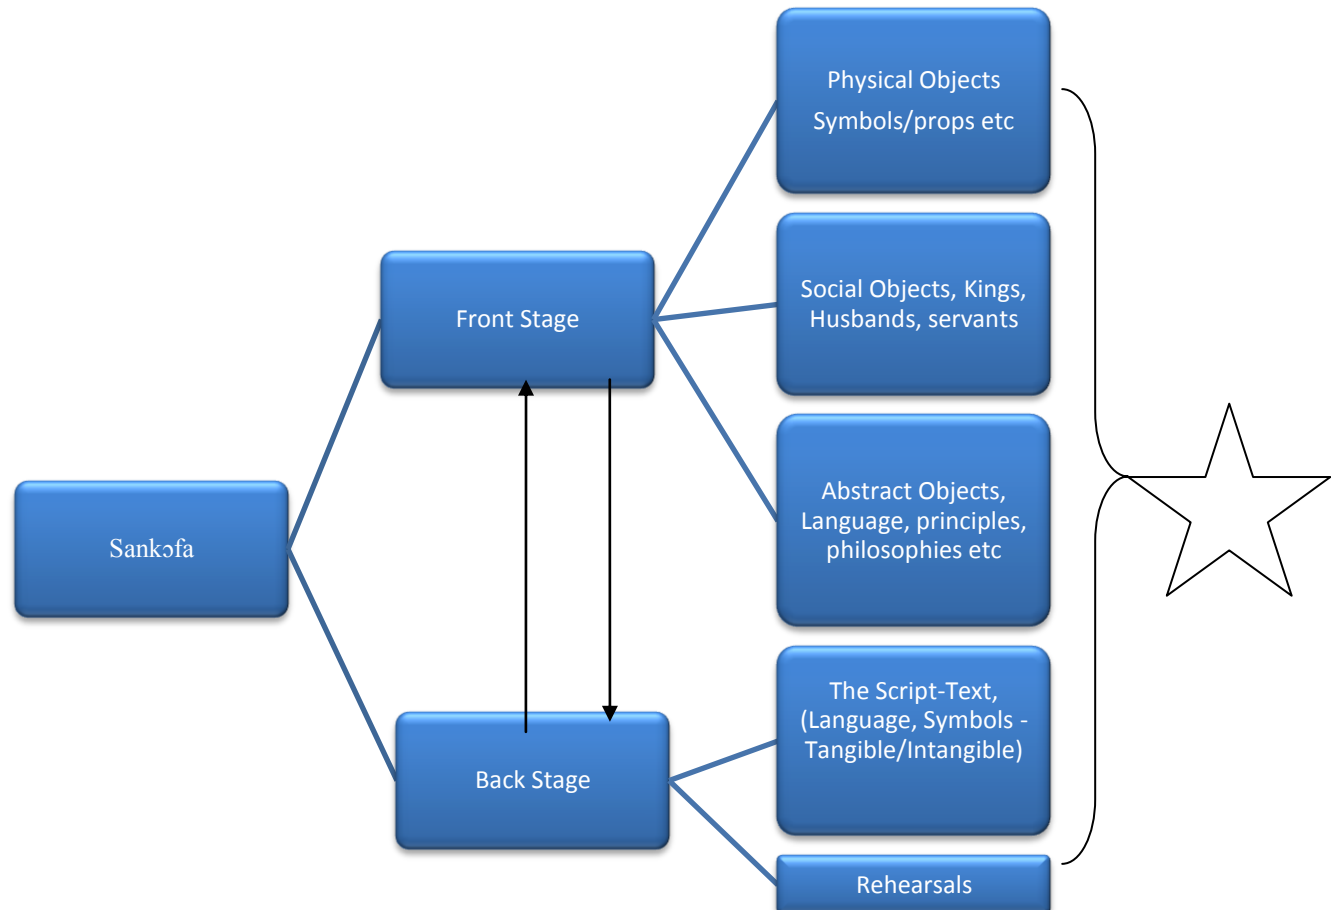 Physical Objects
Symbols/props etc
Social Objects, Kings,
Husbands, servants
Front Stage
Abstract Objects,
Language, principles,
philosophies etc
Sankɔfa
The Script-Text,
(Language, Symbols -
Tangible/Intangible)
Back Stage
Rehearsals